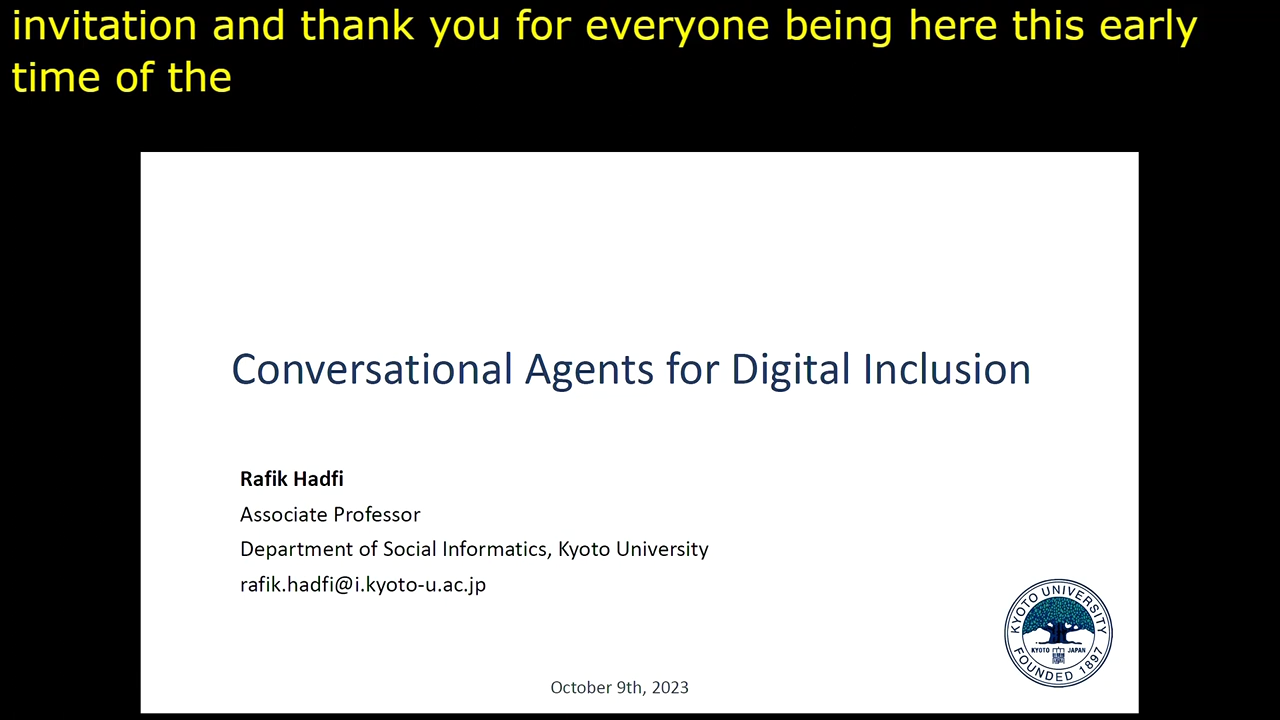 invitation and thank you for everyone being here this early
time of the
Conversational Agents for Digital Inclusion
Rafik Hadfi
Associate Professor
Department of Social Informatics, Kyoto University
rafik.hadfi@i.kyoto-u.ac.jp
KYOTO UNIVERSITY
KYOTO JAPAN
FOUNDED 1897
October 9th, 2023